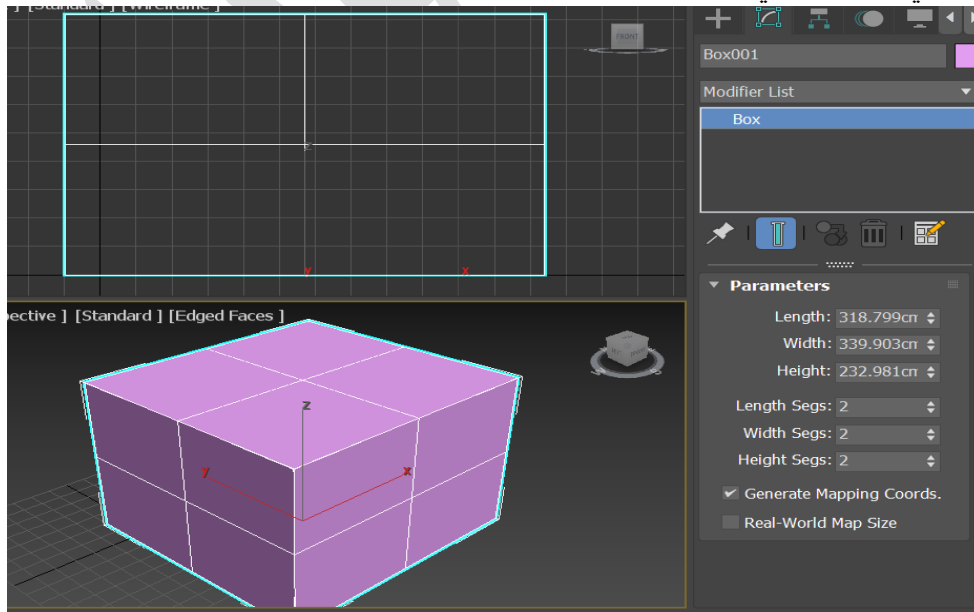 ] [Standard ] [Wireframe ]
FRONT
z
y
x
ective ] [Standard ] [Edged Faces ]
z
y
x
Box001
Modifier List
Box
Parameters
Length: 318.799cm
Width: 339.903cm
Height: 232.981cm
Length Segs: 2
Width Segs: 2
Height Segs: 2
Generate Mapping Coords.
Real-World Map Size